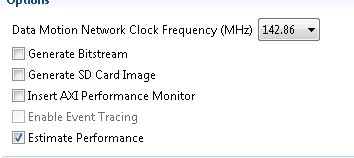 Options
Data Motion Network Clock Frequency (MHz) 142.86
Generate Bitstream
Generate SD Card Image
Insert AXI Performance Monitor
Enable Event Tracing
Estimate Performance